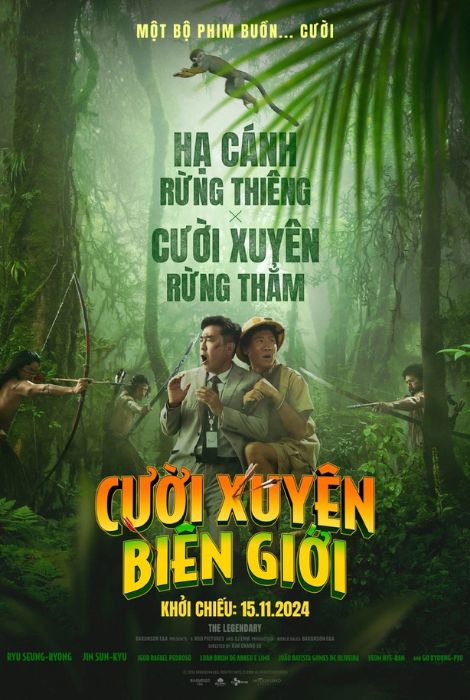 MỘT BỘ PHIM BUỒN... CƯỜI
HẠ CÁNH
RỪNG THIÊNG
×
CƯỜI XUYÊN
RỪNG THẲM
CƯỜI XUYÊN
BIÊN GIỚI
KHỞI CHIẾU: 15.11.2024
THE LEGENDARY
RYU SEUNG-RYONG JIN SUN-KYU IGOR RAFAEL PEDROSO LUAN BRUM DE ABREU E LIMA JOÃO BATISTA GOMES DE OLIVEIRA YEOM HYE-RAN AND GO KYOUNG-PYO